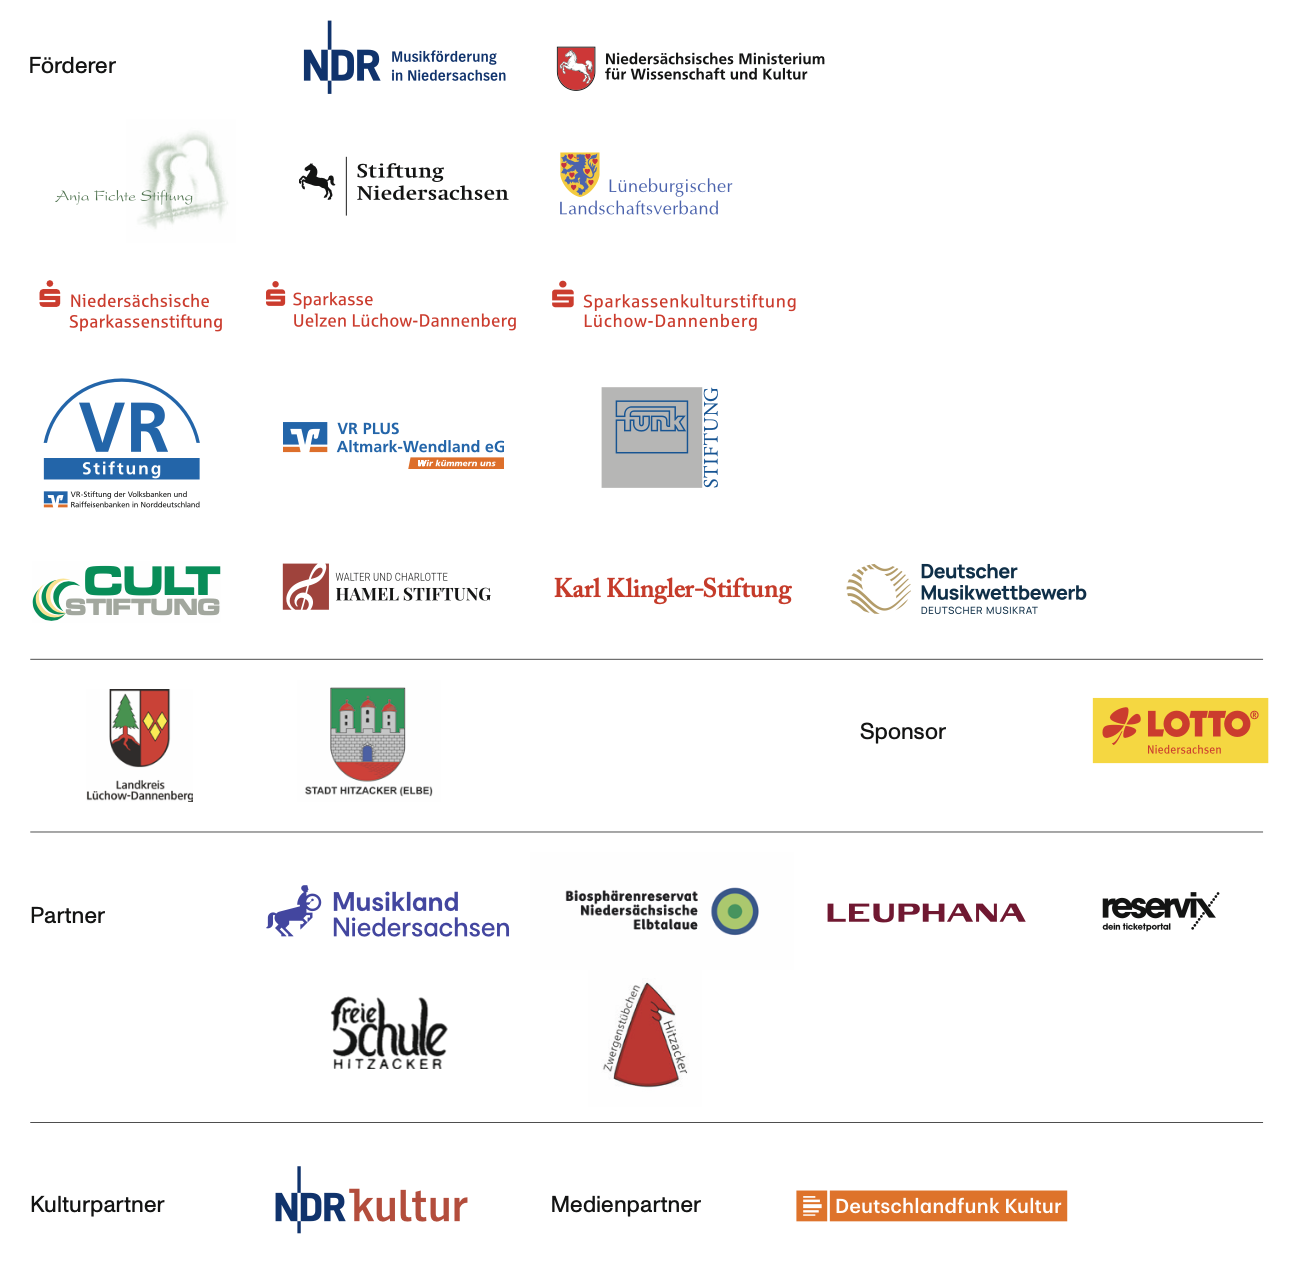 Förderer
NDR
Musikförderung
in Niedersachsen
Niedersächsisches Ministerium
für Wissenschaft und Kultur
Anja Fichte Stiftung
Stiftung
Niedersachsen
Lüneburgischer
Landschaftsverband
Niedersächsische
Sparkassenstiftung
Sparkasse
Uelzen Lüchow-Dannenberg
Sparkassenkulturstiftung
Lüchow-Dannenberg
VR
Stiftung
VR-Stiftung der Volksbanken und
Raiffeisenbanken in Norddeutschland
VR PLUS
Altmark-Wendland eG
Wir kümmern uns
funk
STIFTUNG
CULT
STIFTUNG
WALTER UND CHARLOTTE
HAMEL STIFTUNG
Karl Klingler-Stiftung
Deutscher
Musikwettbewerb
DEUTSCHER MUSIKRAT
Landkreis
Lüchow-Dannenberg
STADT HITZACKER (ELBE)
Sponsor
LOTTO®
Niedersachsen
Partner
Musikland
Niedersachsen
Biosphärenreservat
Niedersächsische
Elbtalaue
LEUPHANA
reservix
dein ticketportal
freie
Schule
HITZACKER
Zwergenstübchen
Hitzacker
Kulturpartner
NDR kultur
Medienpartner
Deutschlandfunk Kultur